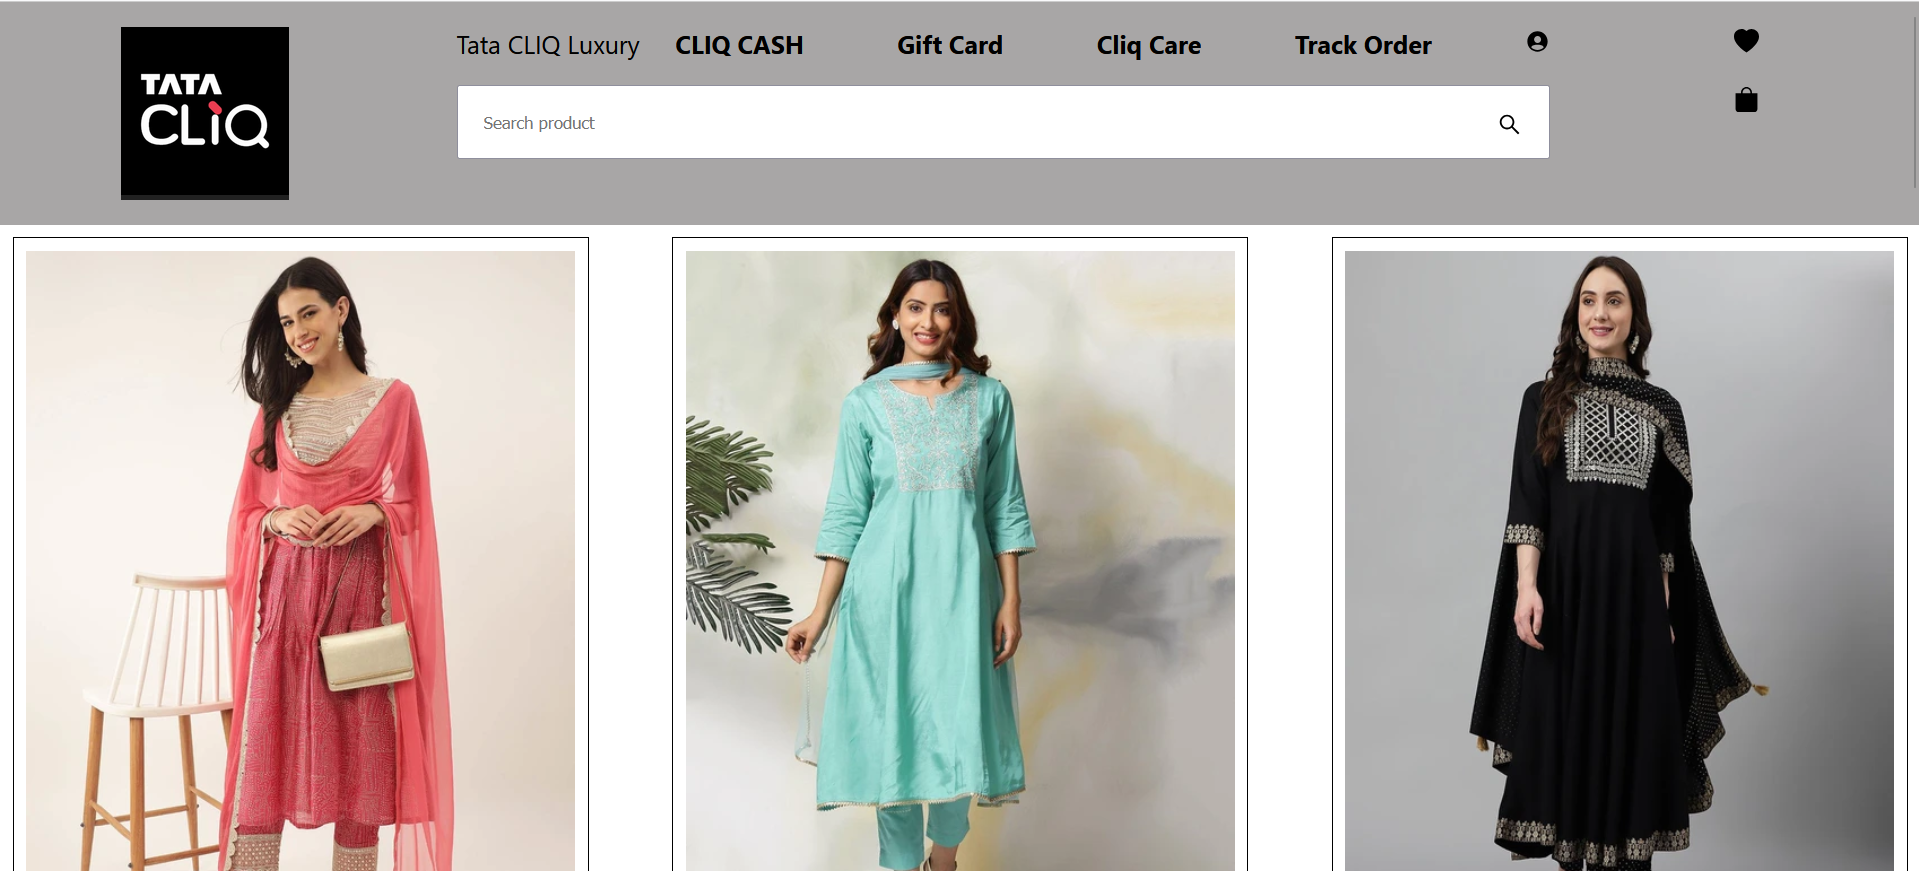 TATA
CLiQ
Tata CLIQ Luxury
CLIQ CASH
Gift Card
Cliq Care
Track Order
Search product